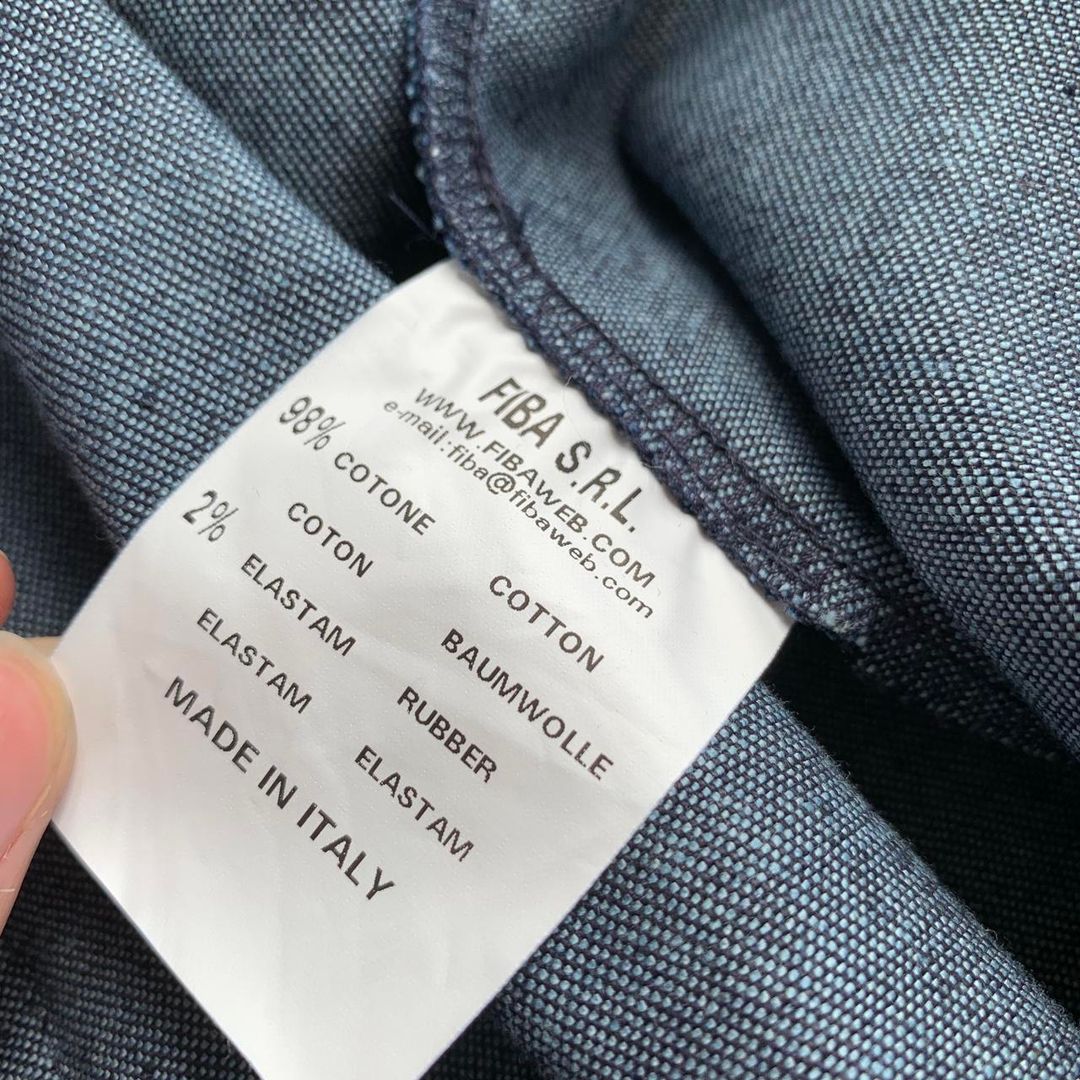 FIBA S.R.L.
WWW.FIBAWEB.COM
e-mail:fiba@fibaweb.com
98% COTONE COTTON
COTON BAUMWOLLE
2% ELASTAM RUBBER
ELASTAM ELASTAM
MADE IN ITALY